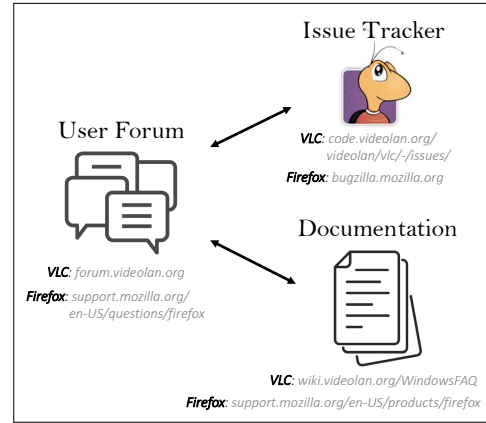 Issue Tracker
VLC: code.videolan.org/
videolan/vlc/-/issues/
Firefox: bugzilla.mozilla.org
User Forum
VLC: forum.videolan.org
Firefox: support.mozilla.org/
en-US/questions/firefox
Documentation
VLC: wiki.videolan.org/WindowsFAQ
Firefox: support.mozilla.org/en-US/products/firefox